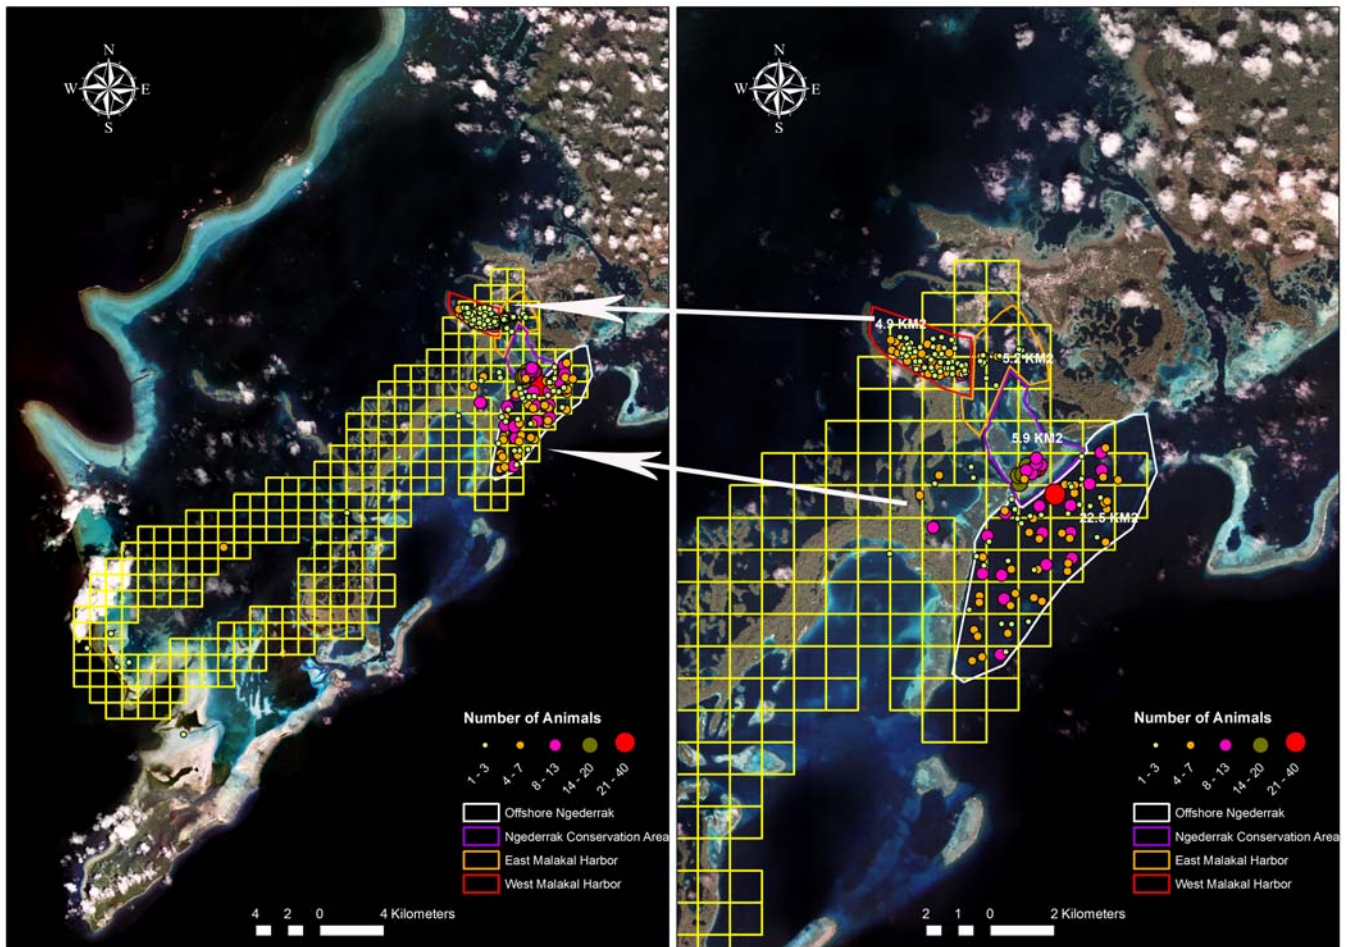 N
W E
S
Number of Animals
1 - 3
4 - 7
8 - 13
14 - 20
21 - 40
Offshore Ngederrak
Ngederrak Conservation Area
East Malakal Harbor
West Malakal Harbor
4 2 0 4 Kilometers
N
W E
S
4.9 KM2
5.2 KM2
5.9 KM2
22.5 KM2
Number of Animals
1 - 3
4 - 7
8 - 13
14 - 20
21 - 40
Offshore Ngederrak
Ngederrak Conservation Area
East Malakal Harbor
West Malakal Harbor
2 1 0 2 Kilometers